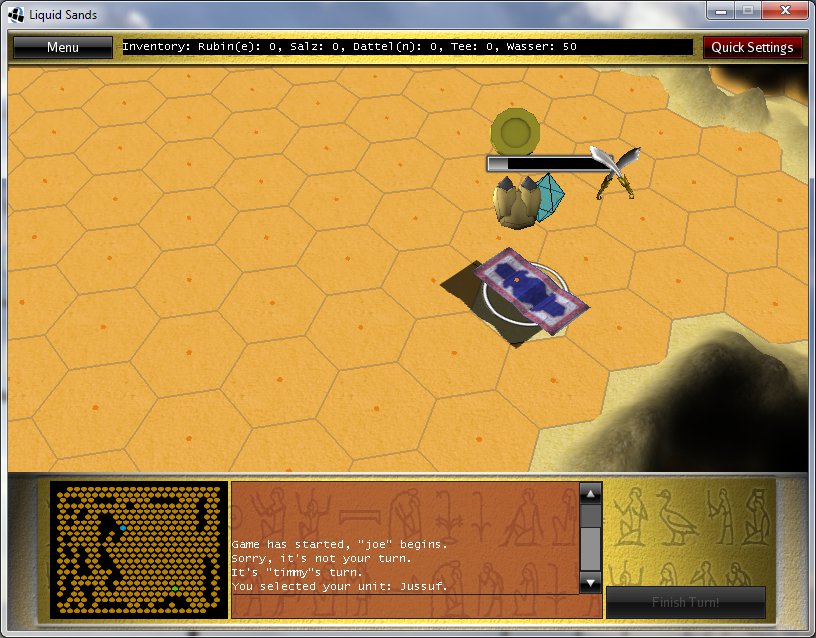 Liquid Sands
Menu
Inventory: Rubin(e): 0, Salz: 0, Dattel(n): 0, Tee: 0, Wasser: 50
Quick Settings
Game has started, "joe" begins.
Sorry, it's not your turn.
It's "timmy"s turn.
You selected your unit: Jussuf.
Finish Turn!